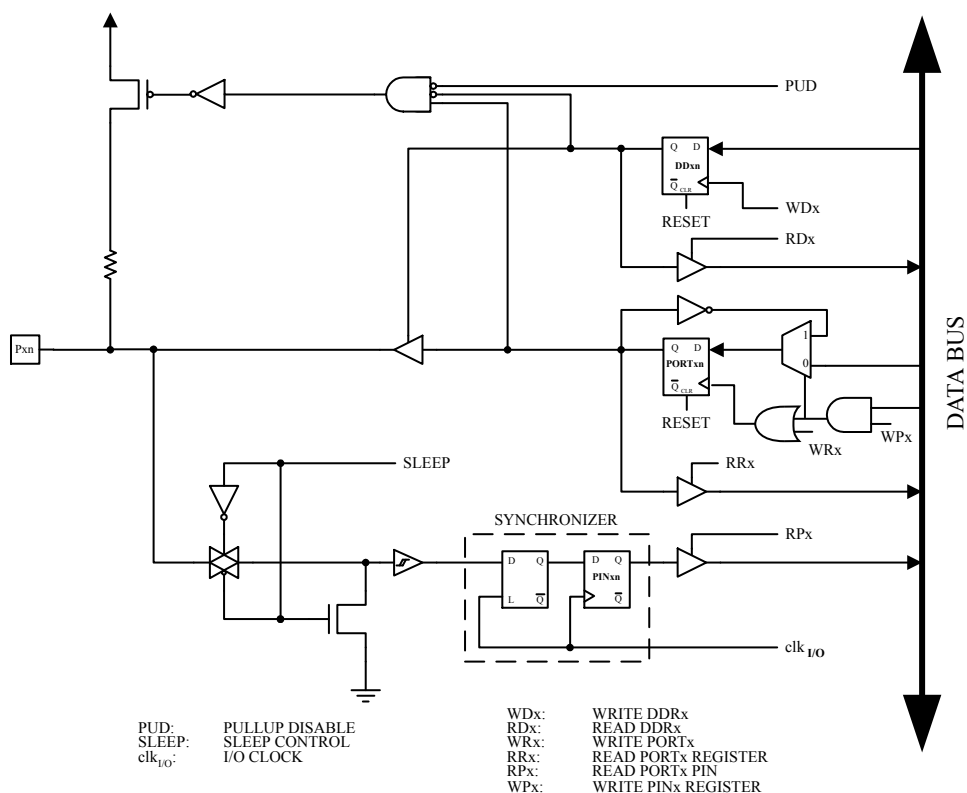 PUD
Q D
DDxn
Q CLR
WDx
RESET
RDx
Pxn
1
Q D
0
PORTxn
Q CLR
RESET
WRx
WPx
DATA BUS
SLEEP
RRx
SYNCHRONIZER
RPx
D Q
D Q
PINxn
L Q
Q
clk I/O
PUD: PULLUP DISABLE
SLEEP: SLEEP CONTROL
clkI/O: I/O CLOCK
WDx: WRITE DDRx
RDx: READ DDRx
WRx: WRITE PORTx
RRx: READ PORTx REGISTER
RPx: READ PORTx PIN
WPx: WRITE PINx REGISTER